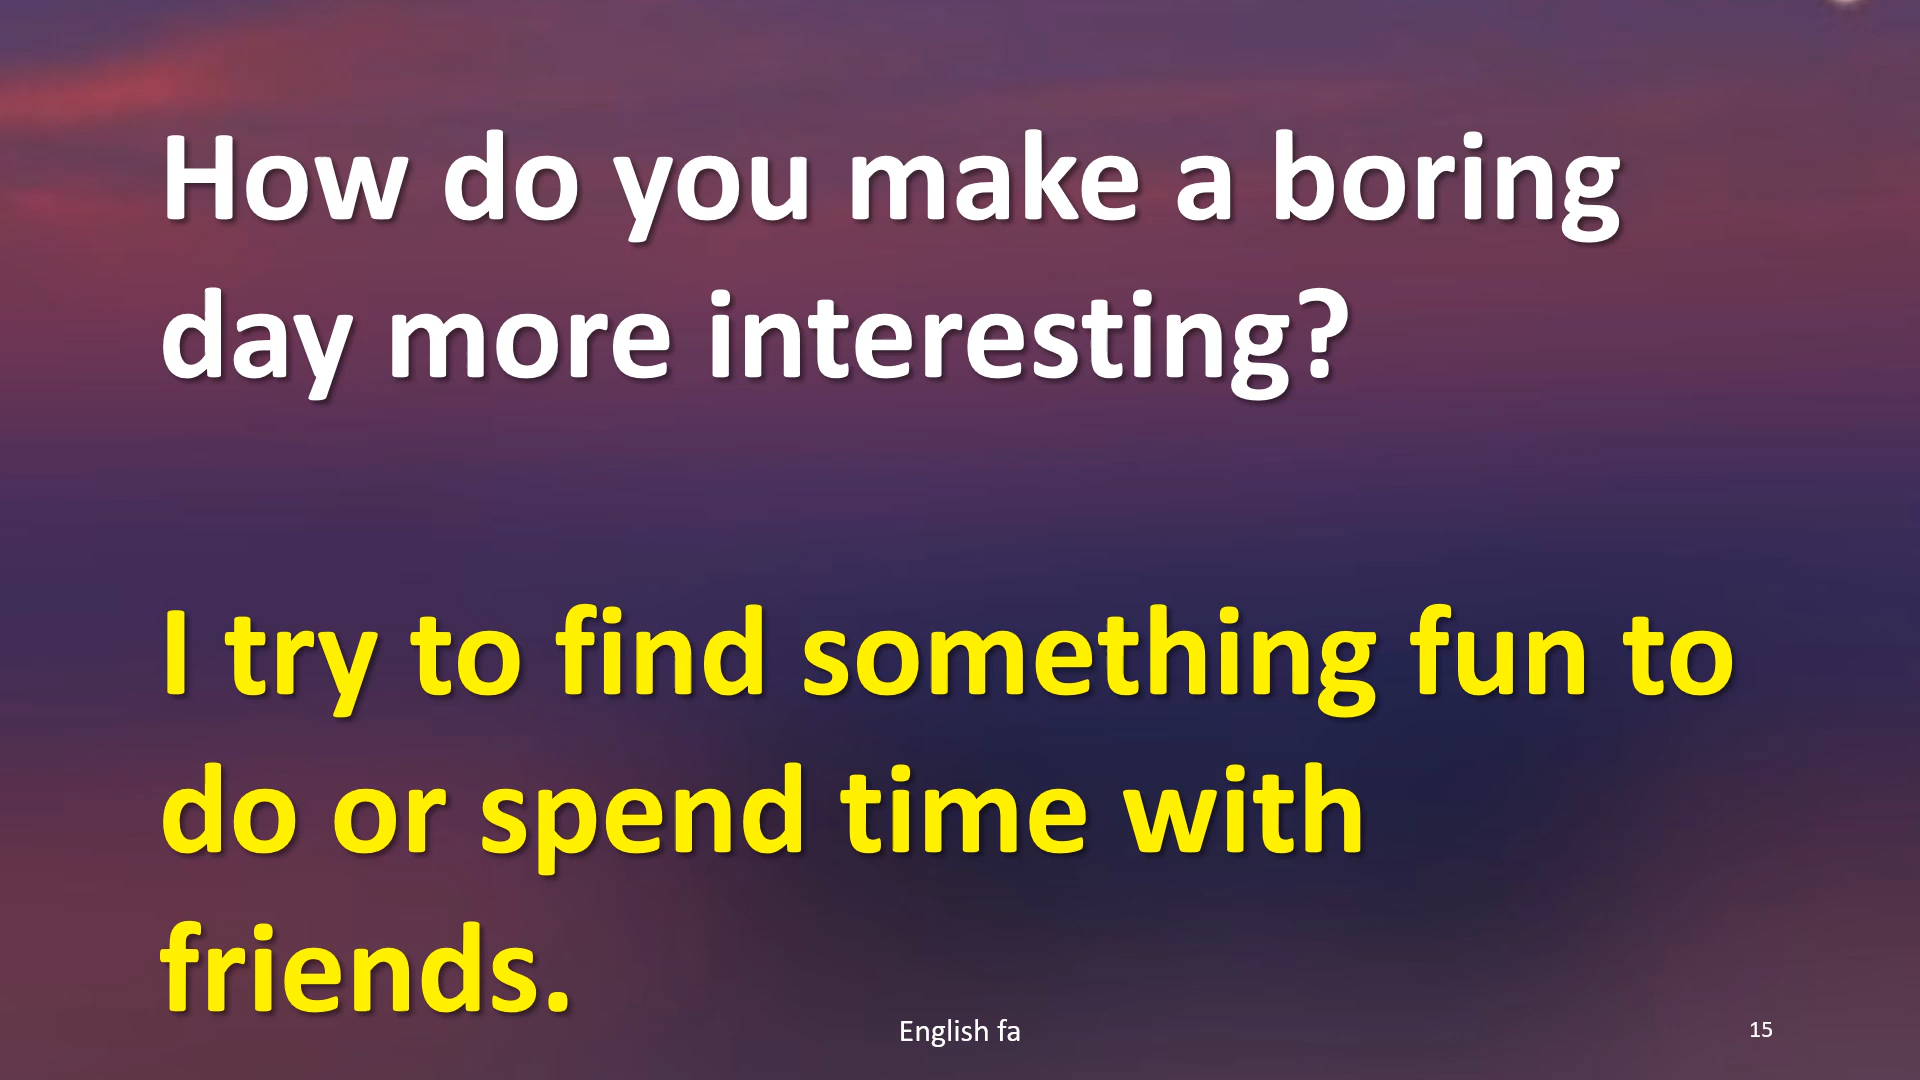 How do you make a boring
day more interesting?
I try to find something fun to
do or spend time with
friends.
English fa
15